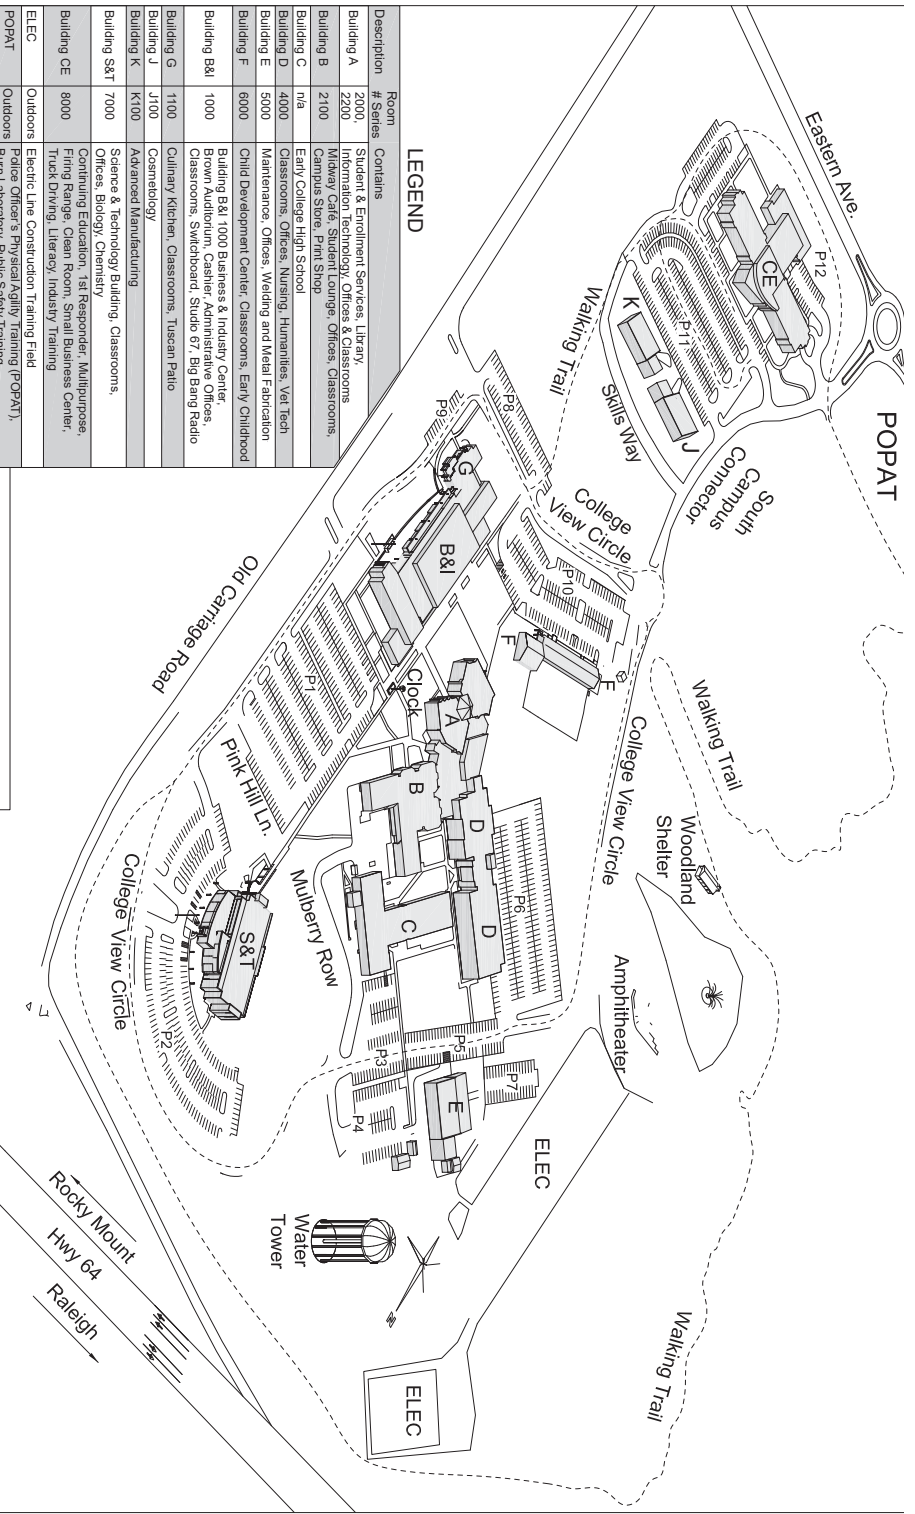 POPAT
Eastern Ave.
P12
CE
P11
K
J
Walking Trail
Skills Way
South
Campus
Connector
P8
P9
College
View Circle
G
B&I
P10
F
F
Old Carriage Road
P1
Clock
A
Pink Hill Ln.
B
D
D
C
P6
College View Circle
Walking Trail
Woodland
Shelter
Amphitheater
Mulberry Row
S&T
College View Circle
P2
P3
P5
P7
P4
E
ELEC
Water
Tower
N
ELEC
Walking Trail
Rocky Mount
Hwy 64
Raleigh
LEGEND
Description Room # Series Contains
Building A 2000, 2200 Student & Enrollment Services, Library,
Information Technology, Offices & Classrooms
Building B 2100 Midway Café, Student Lounge, Offices, Classrooms,
Campus Store, Print Shop
Building C n/a Early College High School
Building D 4000 Classrooms, Offices, Nursing, Humanities, Vet Tech
Building E 5000 Maintenance, Offices, Welding and Metal Fabrication
Building F 6000 Child Development Center, Classrooms, Early Childhood
Building B&I 1000 Building B&I 1000 Business & Industry Center,
Brown Auditorium, Cashier, Administrative Offices,
Classrooms, Switchboard, Studio 67, Big Bang Radio
Building G 1100 Culinary Kitchen, Classrooms, Tuscan Patio
Building J J100 Cosmetology
Building K K100 Advanced Manufacturing
Building S&T 7000 Science & Technology Building, Classrooms,
Offices, Biology, Chemistry
Building CE 8000 Continuing Education, 1st Responder, Multipurpose,
Firing Range, Clean Room, Small Business Center,
Truck Driving, Literacy, Industry Training
ELEC Outdoors Electric Line Construction Training Field
POPAT Outdoors Police Officer's Physical Agility Training (POPAT),
Burn Laboratory, Public Safety Training